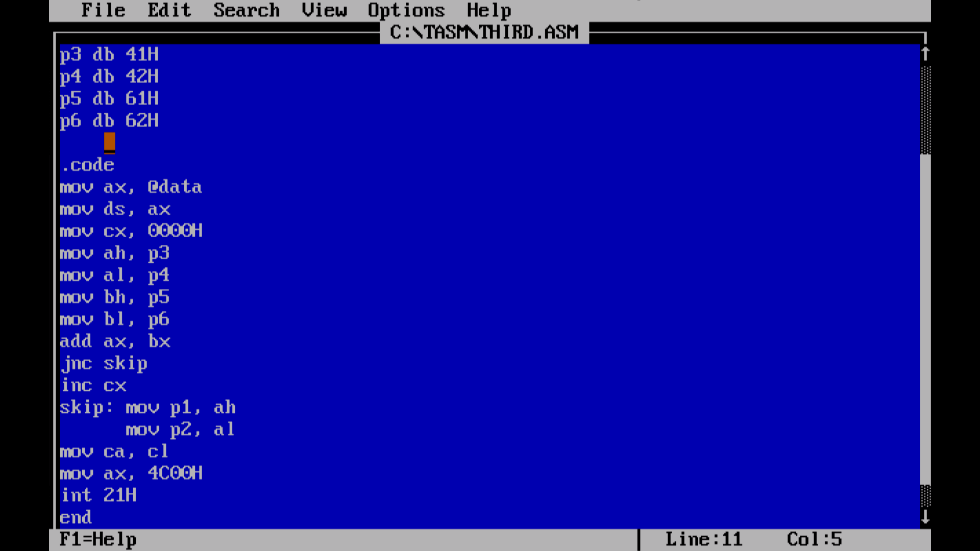 File Edit Search View Options Help
C:\TASM\THIRD.ASM
p3 db 41H
p4 db 42H
p5 db 61H
p6 db 62H
.code
mov ax, @data
mov ds, ax
mov cx, 0000H
mov ah, p3
mov al, p4
mov bh, p5
mov bl, p6
add ax, bx
jnc skip
inc cx
skip: mov p1, ah
mov p2, al
mov ca, cl
mov ax, 4C00H
int 21H
end
F1=Help Line:11 Col:5